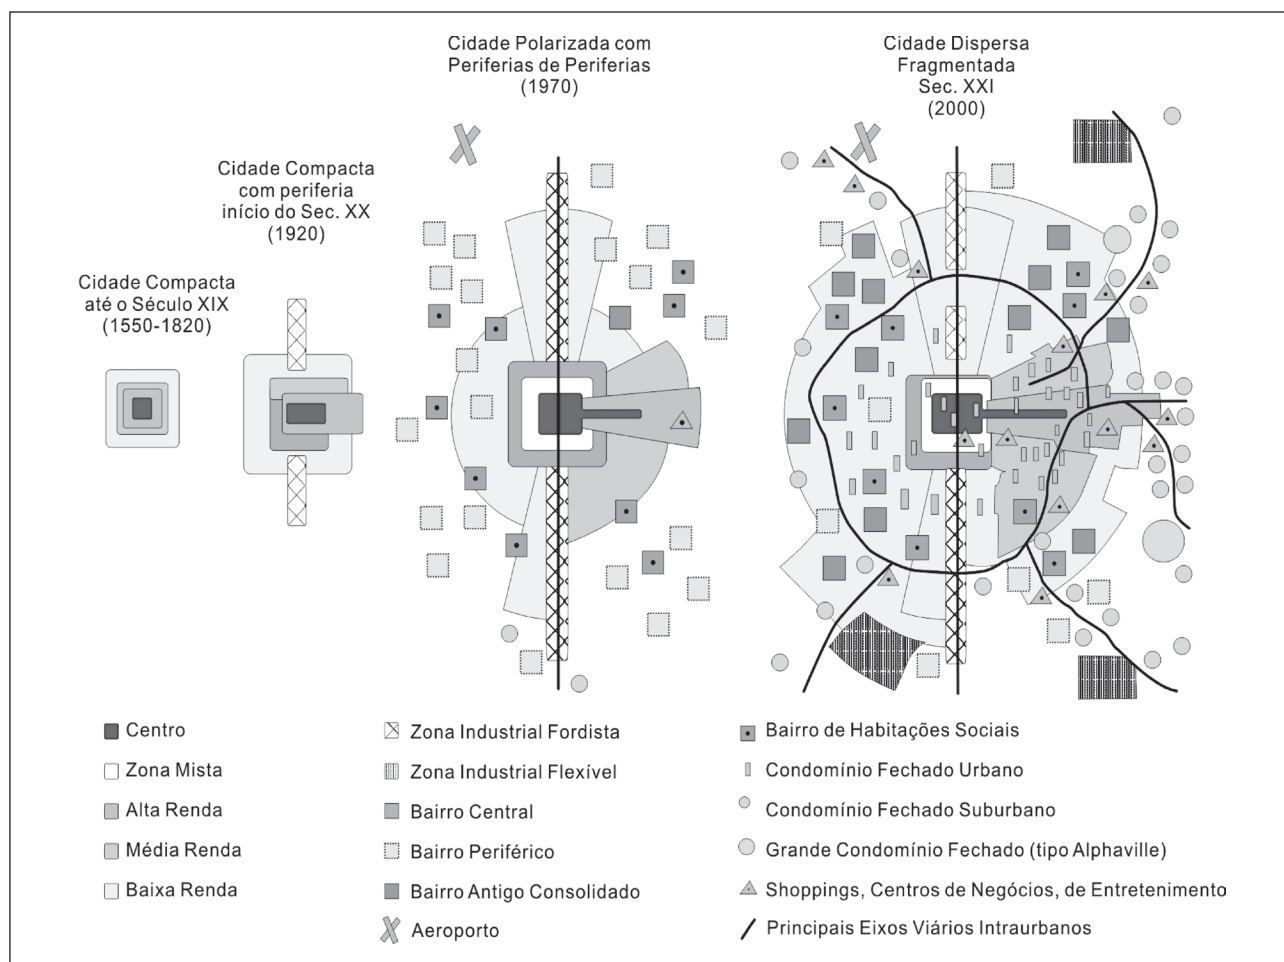 Cidade Polarizada com
Periferias de Periferias
(1970)
Cidade Dispersa
Fragmentada
Sec. XXI
(2000)
Cidade Compacta
com periferia
início do Sec. XX
(1920)
Cidade Compacta
até o Século XIX
(1550-1820)
Centro
Zona Mista
Alta Renda
Média Renda
Baixa Renda
Zona Industrial Fordista
Zona Industrial Flexível
Bairro Central
Bairro Periférico
Bairro Antigo Consolidado
Aeroporto
Bairro de Habitações Sociais
Condomínio Fechado Urbano
Condomínio Fechado Suburbano
Grande Condomínio Fechado (tipo Alphaville)
Shoppings, Centros de Negócios, de Entretenimento
Principais Eixos Viários Intraurbanos